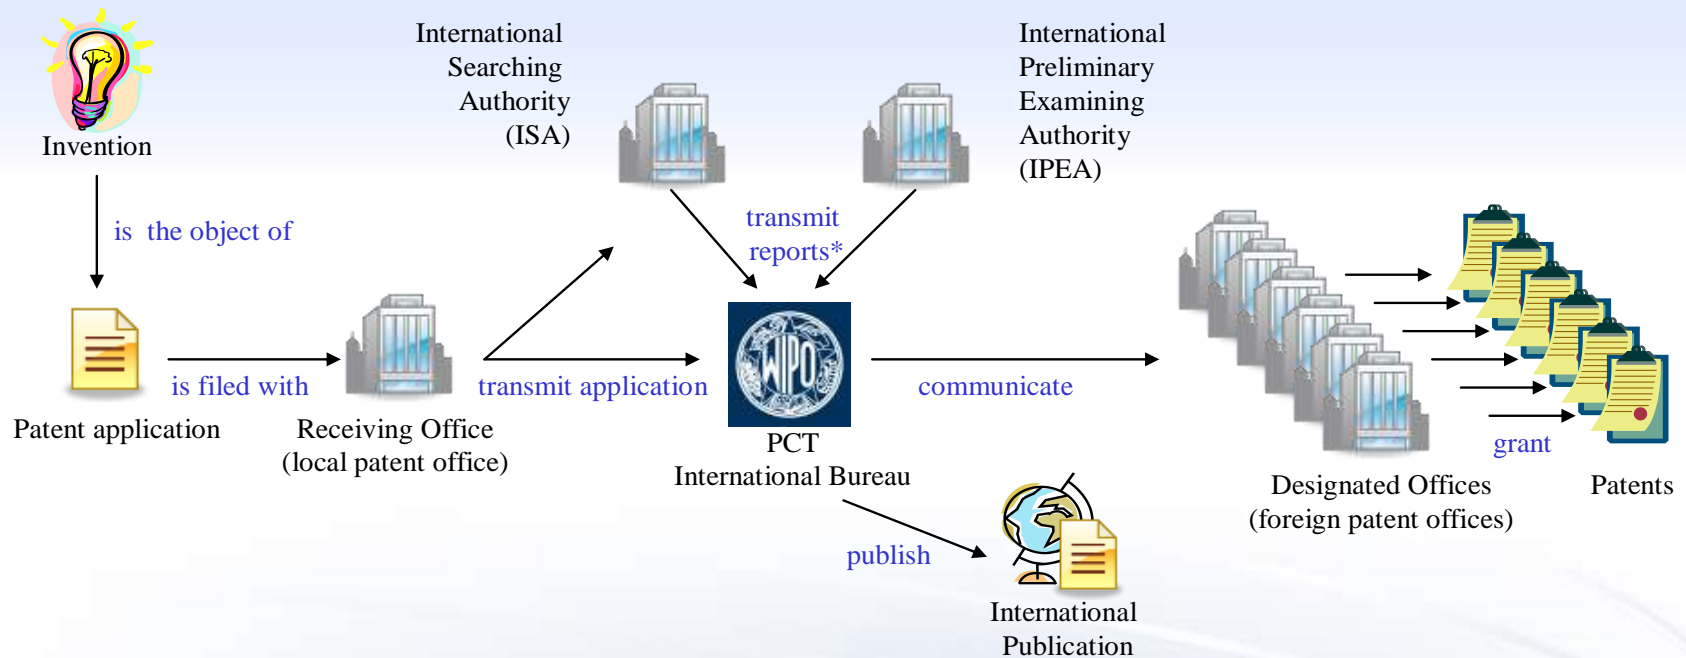 Invention
is the object of
Patent application
is filed with
Receiving Office
(local patent office)
transmit application
International
Searching
Authority
(ISA)
International
Preliminary
Examining
Authority
(IPEA)
transmit
reports*
WIPO
PCT
International Bureau
communicate
publish
International
Publication
Designated Offices
(foreign patent offices)
grant
Patents